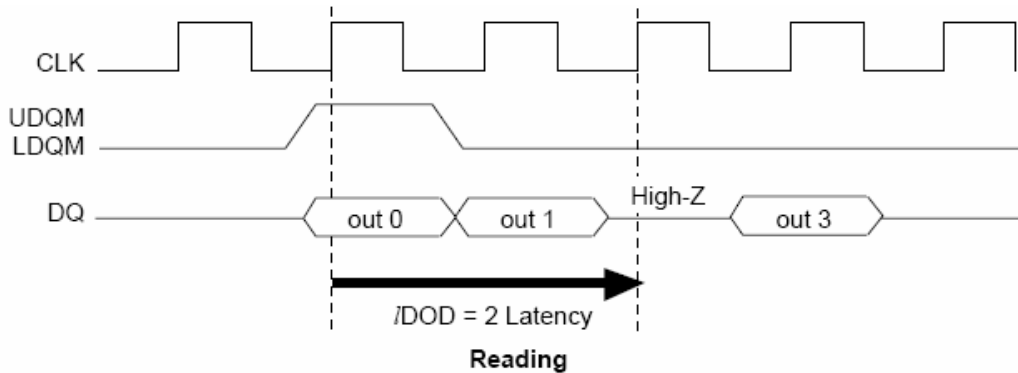 CLK
UDQM
LDQM
DQ
out 0
out 1
High-Z
out 3
lDOD = 2 Latency
Reading